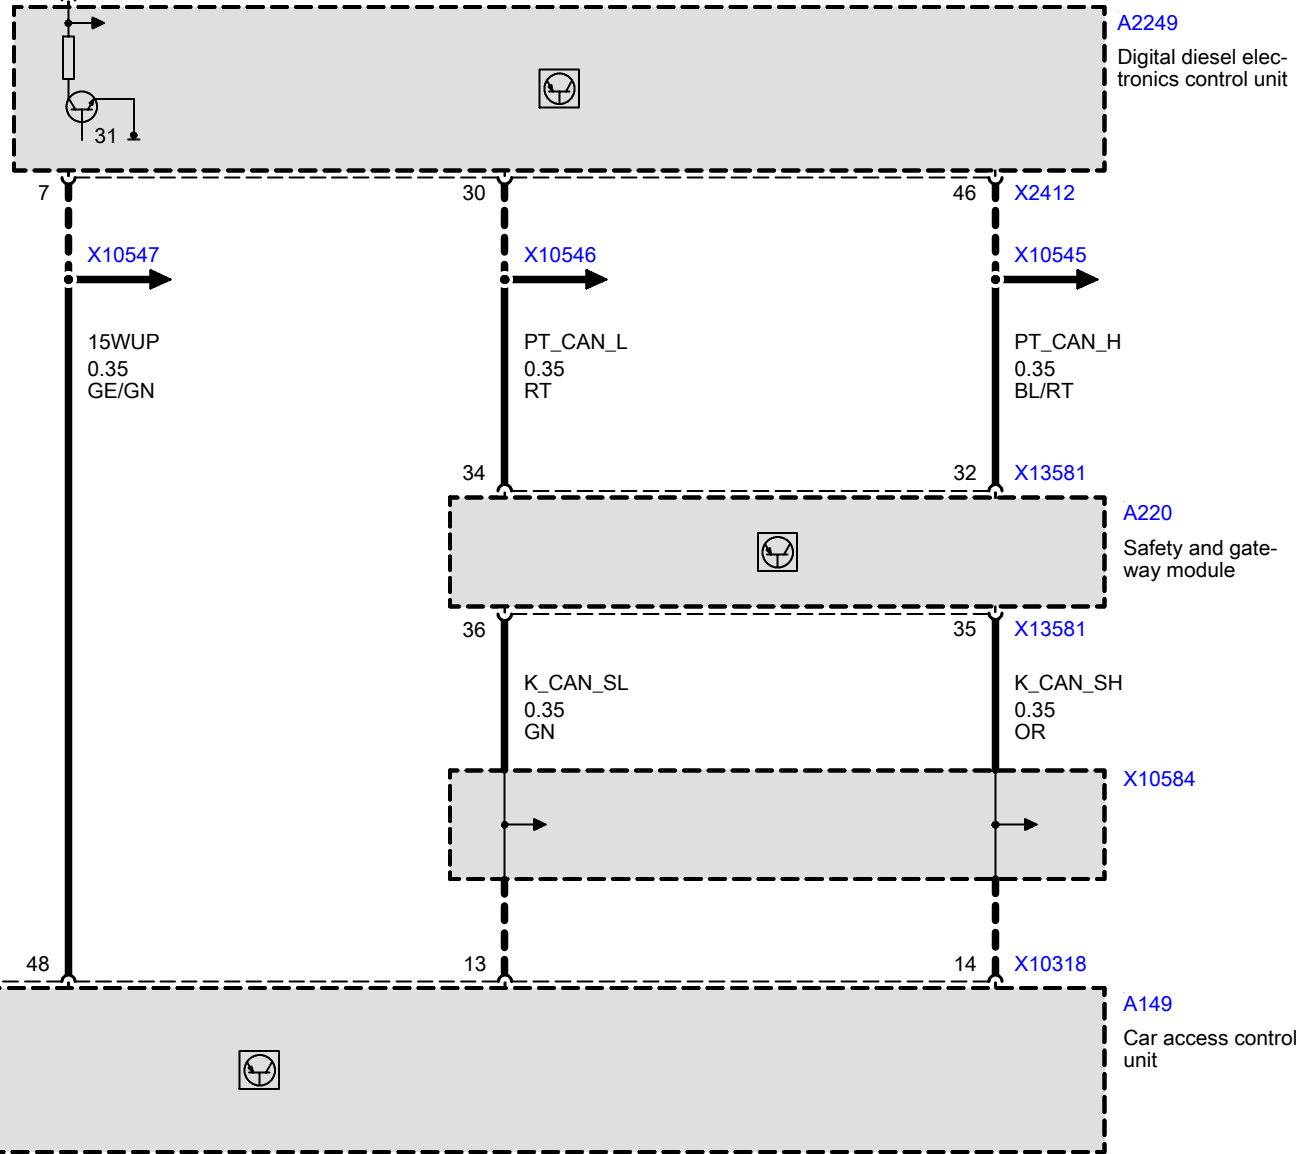 A2249
Digital diesel elec-
tronics control unit
31
7
30
46
X2412
X10547
X10546
X10545
15WUP
0.35
GE/GN
PT_CAN_L
0.35
RT
PT_CAN_H
0.35
BL/RT
34
32
X13581
A220
Safety and gate-
way module
36
35
X13581
K_CAN_SL
0.35
GN
K_CAN_SH
0.35
OR
X10584
48
13
14
X10318
A149
Car access control
unit